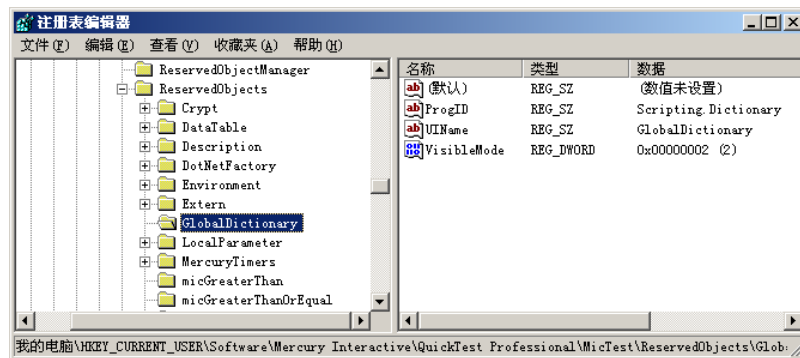 注册表编辑器
文件(F) 编辑(E) 查看(V) 收藏夹(A) 帮助(H)
ReservedObjectManager
ReservedObjects
Crypt
DataTable
Description
DotNetFactory
Environment
Extern
GlobalDictionary
LocalParameter
MercuryTimers
micGreaterThan
micGreaterThanOrEqual
名称 类型 数据
(默认) REG_SZ (数值未设置)
ProgID REG_SZ Scripting.Dictionary
UIName REG_SZ GlobalDictionary
VisibleMode REG_DWORD 0x00000002 (2)
我的电脑\HKEY_CURRENT_USER\Software\Mercury Interactive\QuickTest Professional\MicTest\ReservedObjects\Glob